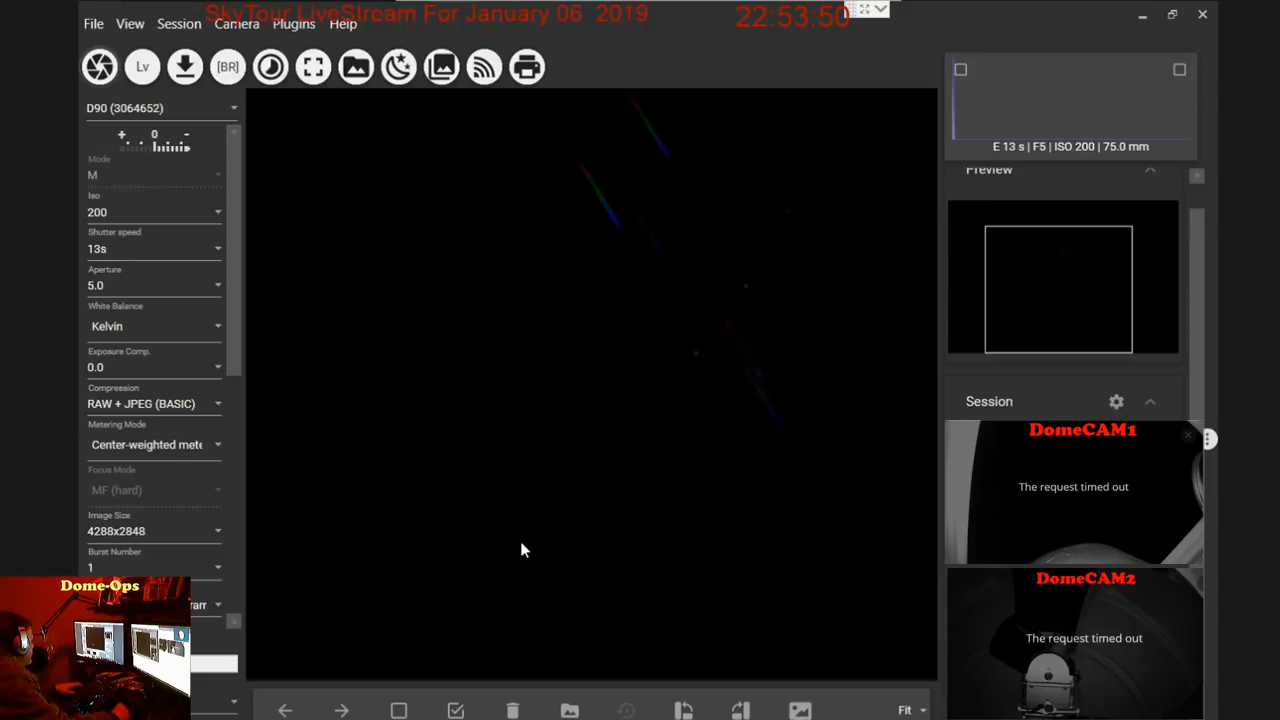 SkyTour LiveStream For January 06 2019
22:53:50
File View Session Camera Plugins Help
Lv
[BR]
D90 (3064652)
+ 0 -
Mode
M
Iso
200
Shutter speed
13s
Aperture
5.0
White Balance
Kelvin
Exposure Comp.
0.0
Compression
RAW + JPEG (BASIC)
Metering Mode
Center-weighted mete
Focus Mode
MF (hard)
Image Size
4288x2848
Burst Number
1
ram
Dome-Ops
E 13 s | F5 | ISO 200 | 75.0 mm
Preview
Session
DomeCAM1
The request timed out
DomeCAM2
The request timed out
Fit